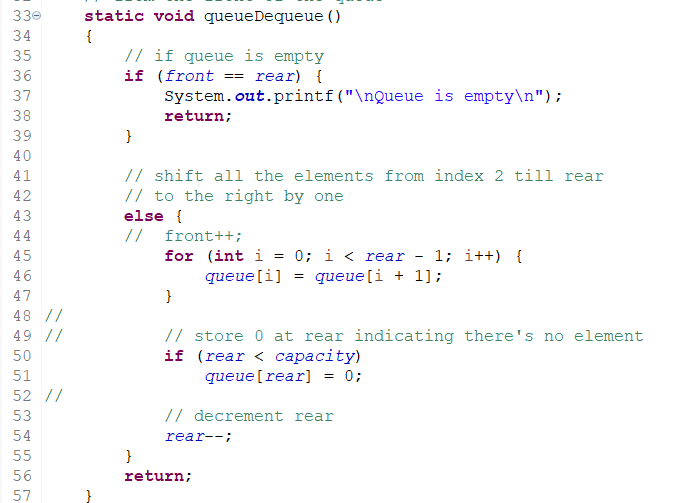 33 static void queueDequeue()
34 {
35 // if queue is empty
36 if (front == rear) {
37 System.out.printf("\nQueue is empty\n");
38 return;
39 }
40
41 // shift all the elements from index 2 till rear
42 // to the right by one
43 else {
44 // front++;
45 for (int i = 0; i < rear - 1; i++) {
46 queue[i] = queue[i + 1];
47 }
48 //
49 // // store 0 at rear indicating there's no element
50 if (rear < capacity)
51 queue[rear] = 0;
52 //
53 // decrement rear
54 rear--;
55 }
56 return;
57 }